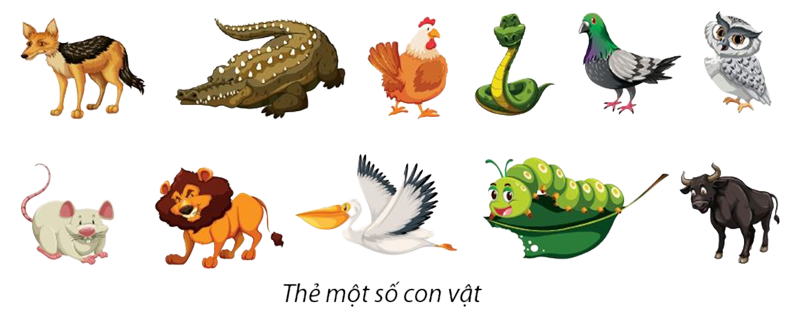 Thẻ một số con vật